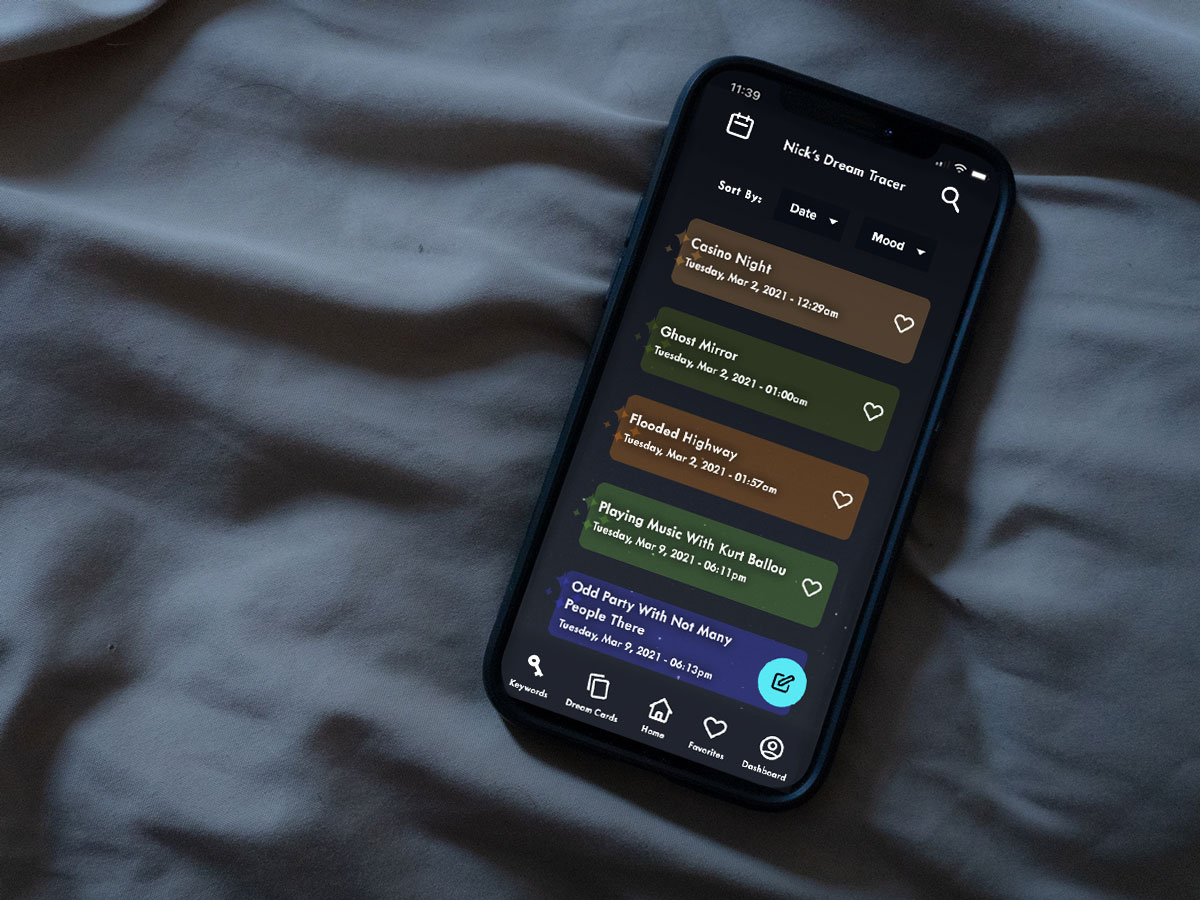 11:39
Nick's Dream Tracer
Sort By: Date Mood
Casino Night
Tuesday, Mar 2, 2021 - 12:29am
Ghost Mirror
Tuesday, Mar 2, 2021 - 01:00am
Flooded Highway
Tuesday, Mar 2, 2021 - 01:57am
Playing Music With Kurt Ballou
Tuesday, Mar 9, 2021 - 06:11pm
Odd Party With Not Many
People There
Tuesday, Mar 9, 2021 - 06:13pm
Keywords
Dream Cards
Home
Favorites
Dashboard